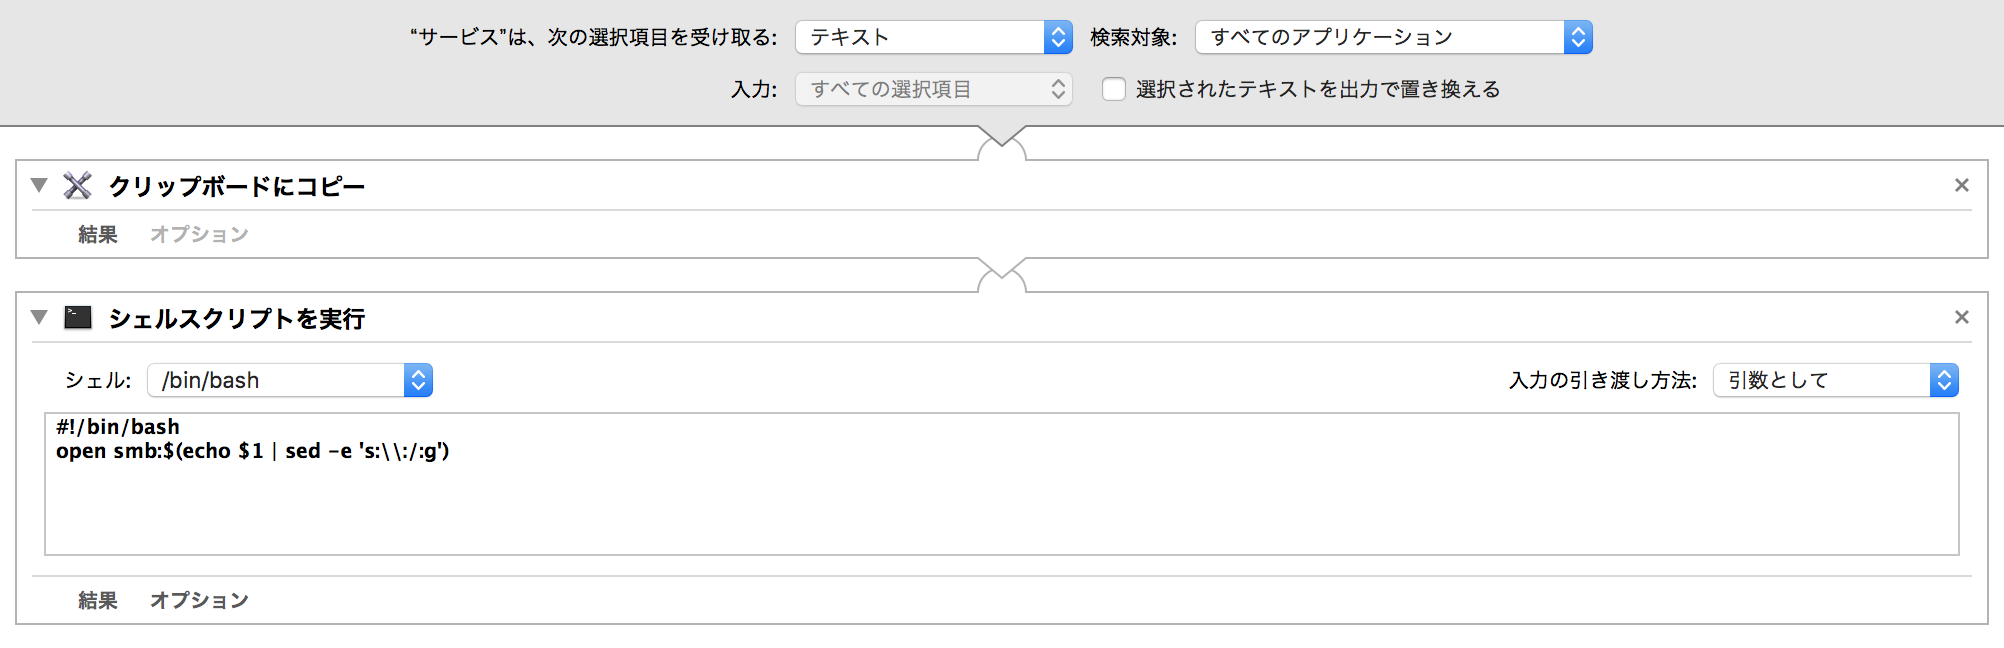 “サービス”は、次の選択項目を受け取る: テキスト 検索対象: すべてのアプリケーション
入力: すべての選択項目 選択されたテキストを出力で置き換える
クリップボードにコピー
結果 オプション
シェルスクリプトを実行
シェル: /bin/bash 入力の引き渡し方法: 引数として
#!/bin/bash
open smb:$(echo $1 | sed -e 's:\\:/:g')
結果 オプション